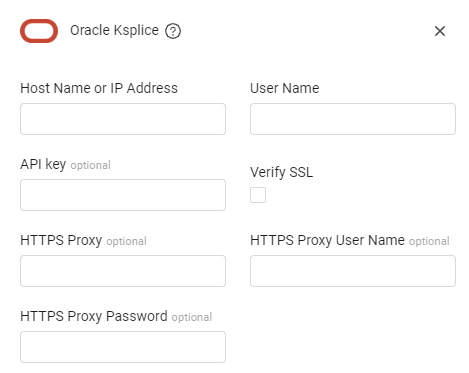 Oracle Ksplice ?
Host Name or IP Address
User Name
API key optional
Verify SSL
HTTPS Proxy optional
HTTPS Proxy User Name optional
HTTPS Proxy Password optional